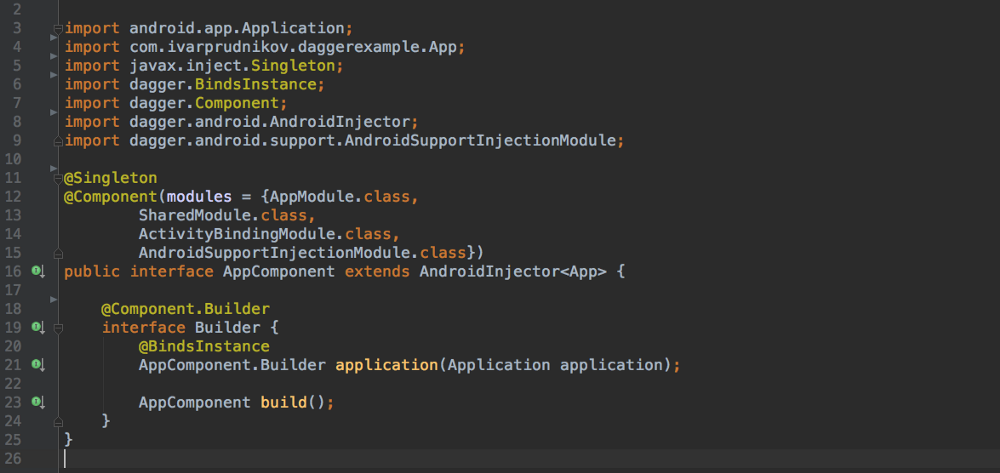 2
3 import android.app.Application;
4 import com.ivarprudnikov.daggerexample.App;
5 import javax.inject.Singleton;
6 import dagger.BindsInstance;
7 import dagger.Component;
8 import dagger.android.AndroidInjector;
9 import dagger.android.support.AndroidSupportInjectionModule;
10
11 @Singleton
12 @Component(modules = {AppModule.class,
13         SharedModule.class,
14         ActivityBindingModule.class,
15         AndroidSupportInjectionModule.class})
16 public interface AppComponent extends AndroidInjector<App> {
17
18     @Component.Builder
19     interface Builder {
20         @BindsInstance
21         AppComponent.Builder application(Application application);
22
23         AppComponent build();
24     }
25 }
26